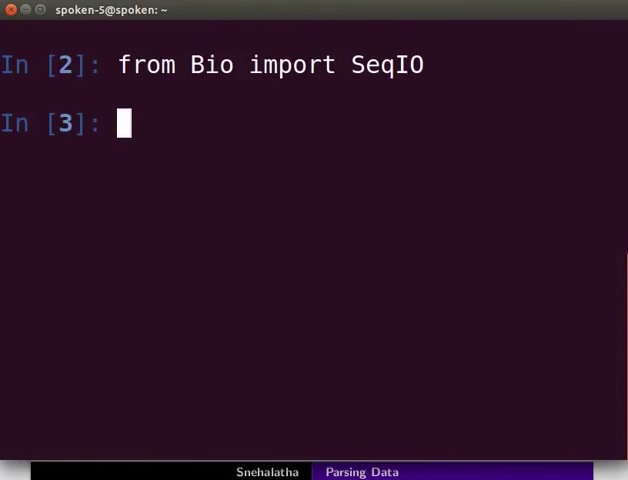 spoken-5@spoken: ~
In [2]: from Bio import SeqIO
In [3]:
Snehalatha Parsing Data